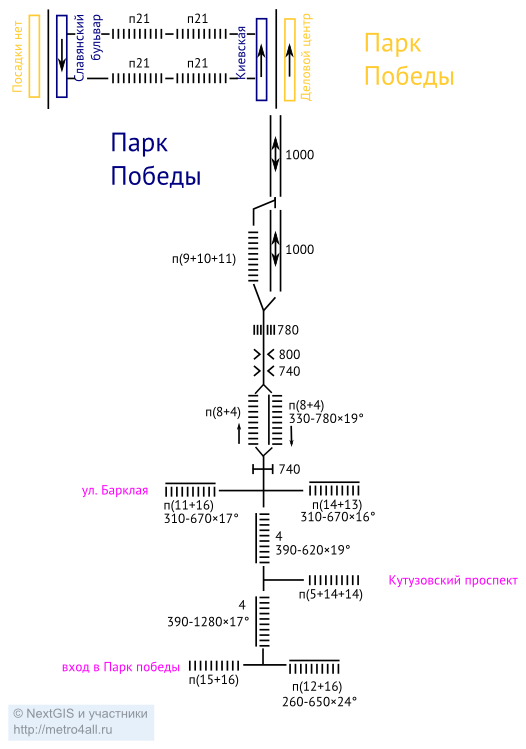 Посадки нет
Славянский
бульвар
п21
п21
п21
п21
Киевская
Деловой центр
Парк
Победы
Парк
Победы
1000
п(9+10+11)
1000
780
800
740
п(8+4)
п(8+4)
330-780×19°
740
ул. Барклая
п(11+16)
310-670×17°
п(14+13)
310-670×16°
4
390-620×19°
п(5+14+14)
Кутузовский проспект
4
390-1280×17°
вход в Парк победы
п(15+16)
п(12+16)
260-650×24°
© NextGIS и участники
http://metro4all.ru